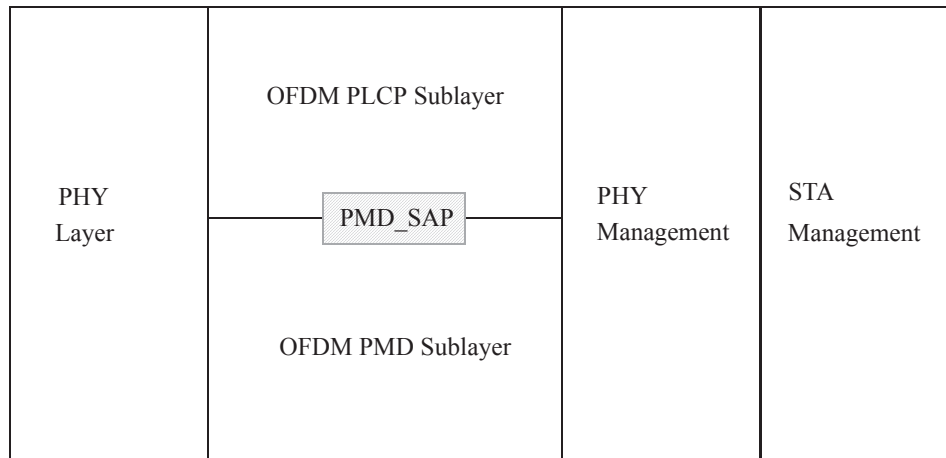 OFDM PLCP Sublayer
PHY
Layer
PMD_SAP
PHY
Management
STA
Management
OFDM PMD Sublayer